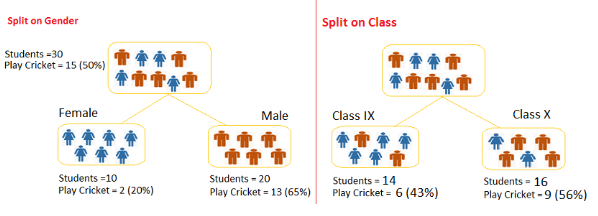 Split on Gender
Students =30
Play Cricket = 15 (50%)
Female
Male
Students =10
Play Cricket = 2 (20%)
Students = 20
Play Cricket = 13 (65%)
Split on Class
Class IX
Class X
Students = 14
Play Cricket = 6 (43%)
Students = 16
Play Cricket = 9 (56%)